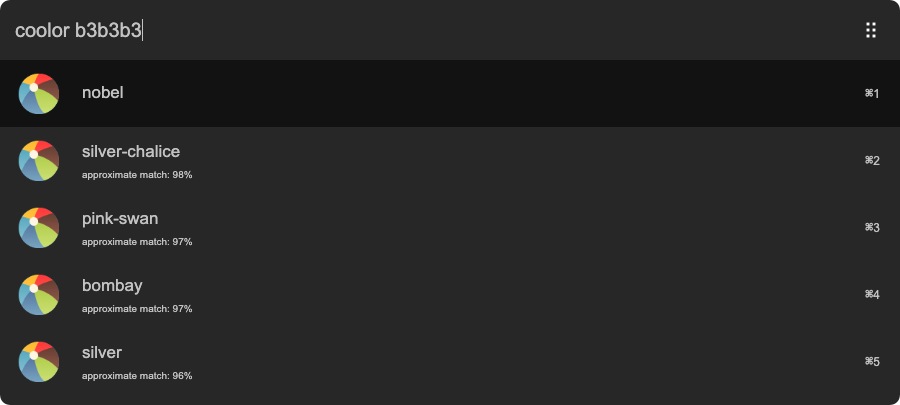 coolor b3b3b3
nobel ⌘1
silver-chalice
approximate match: 98% ⌘2
pink-swan
approximate match: 97% ⌘3
bombay
approximate match: 97% ⌘4
silver
approximate match: 96% ⌘5